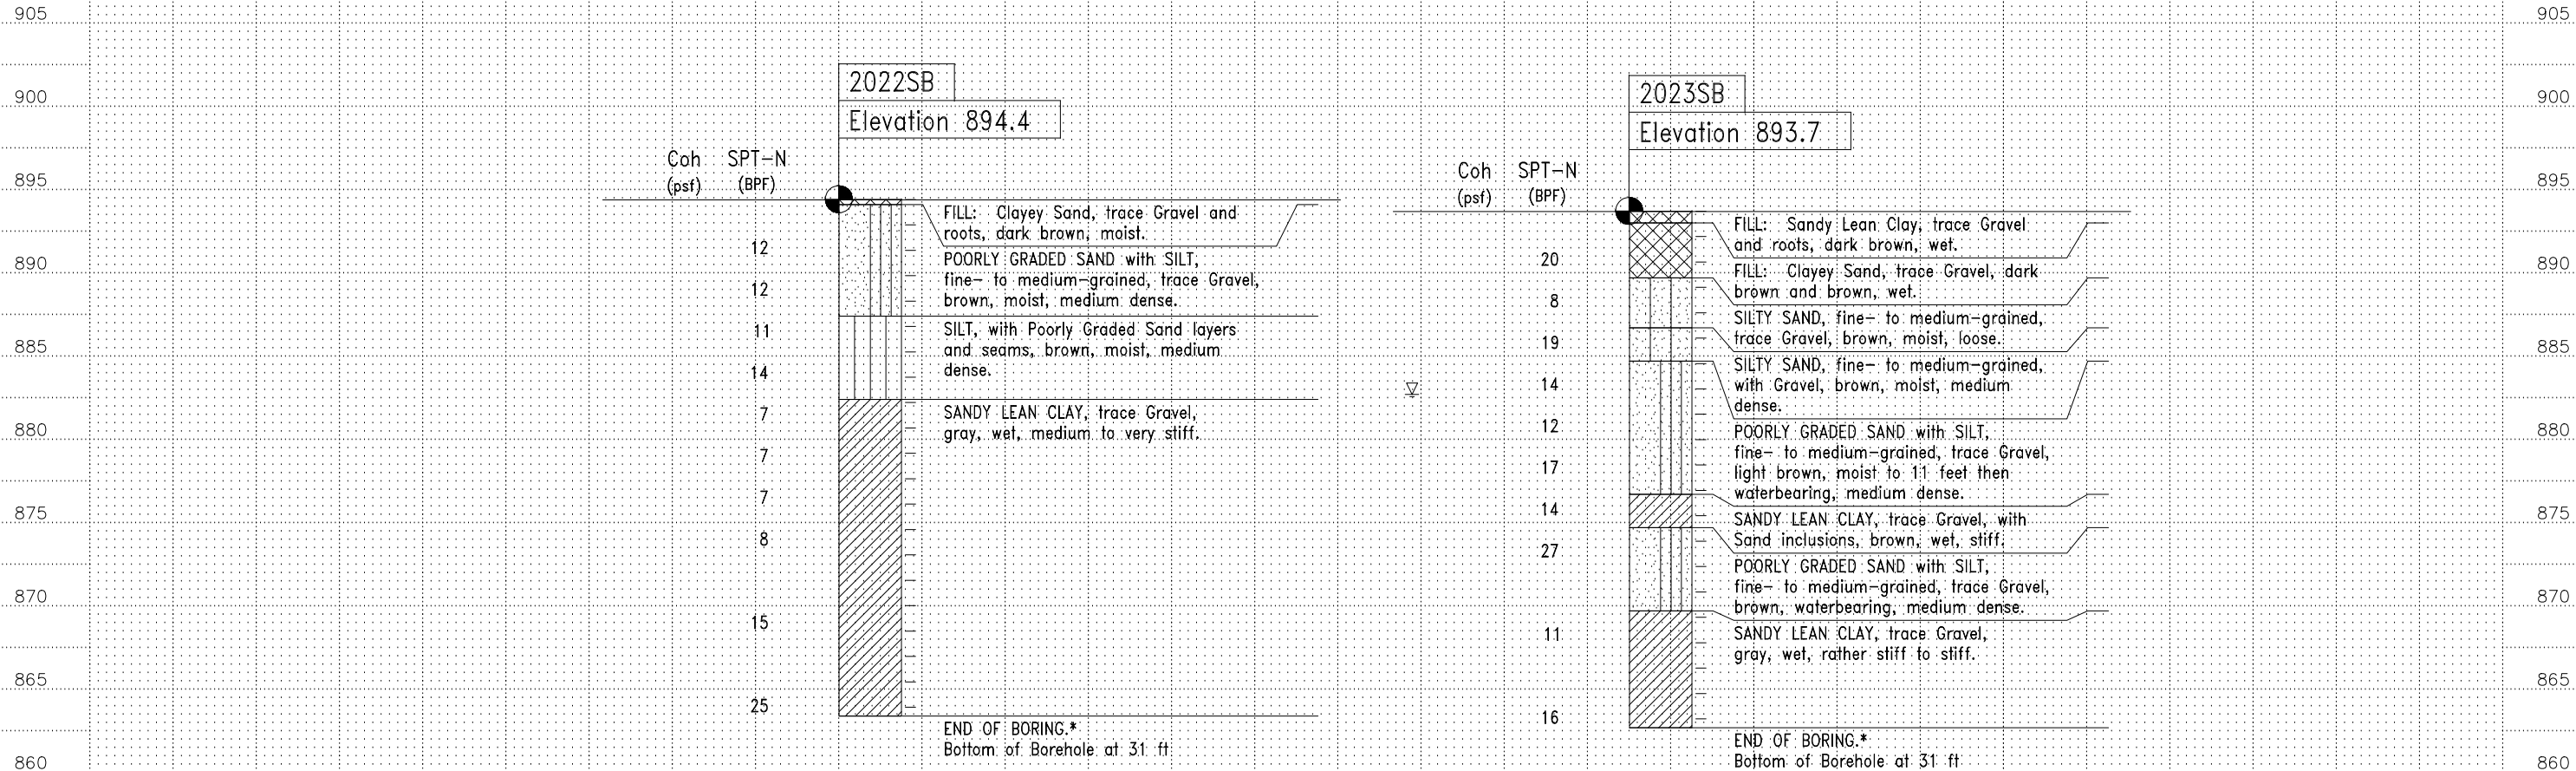 905
900
895
890
885
880
875
870
865
860
2022SB
Elevation 894.4
Coh SPT-N
(psf) (BPF)
12
12
11
14
7
7
7
8
15
25
FILL: Clayey Sand, trace Gravel and
roots, dark brown, moist.
POORLY GRADED SAND with SILT,
fine- to medium-grained, trace Gravel,
brown, moist, medium dense.
SILT, with Poorly Graded Sand layers
and seams, brown, moist, medium
dense.
SANDY LEAN CLAY, trace Gravel,
gray, wet, medium to very stiff.
END OF BORING.*
Bottom of Borehole at 31 ft
2023SB
Elevation 893.7
Coh SPT-N
(psf) (BPF)
20
8
19
14
12
17
14
27
11
16
FILL: Sandy Lean Clay, trace Gravel
and roots, dark brown, wet.
FILL: Clayey Sand, trace Gravel, dark
brown and brown, wet.
SILTY SAND, fine- to medium-grained,
trace Gravel, brown, moist, loose.
SILTY SAND, fine- to medium-grained,
with Gravel, brown, moist, medium
dense.
POORLY GRADED SAND with SILT,
fine- to medium-grained, trace Gravel,
light brown, moist to 11 feet then
waterbearing, medium dense.
SANDY LEAN CLAY, trace Gravel, with
Sand inclusions, brown, wet, stiff.
POORLY GRADED SAND with SILT,
fine- to medium-grained, trace Gravel,
brown, waterbearing, medium dense.
SANDY LEAN CLAY, trace Gravel,
gray, wet, rather stiff to stiff.
END OF BORING.*
Bottom of Borehole at 31 ft
905
900
895
890
885
880
875
870
865
860